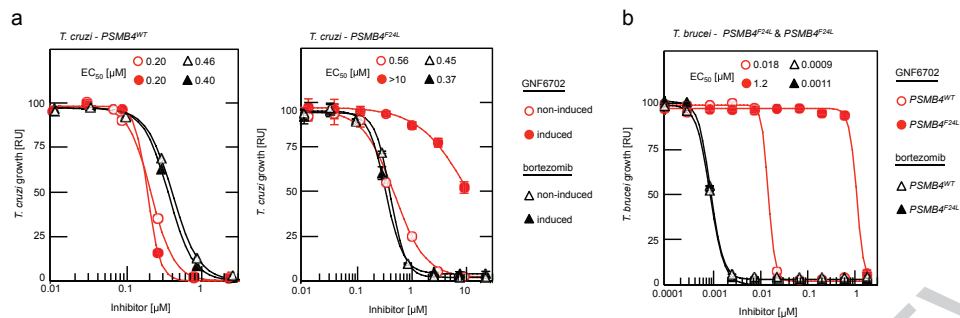 a
T. cruzi - PSMB4WT
EC50 [µM]
0.20
0.46
0.20
0.40
T. cruzi growth [RU]
100
75
50
25
0
0.01
0.1
1
Inhibitor [µM]
T. cruzi - PSMB4F24L
EC50 [µM]
0.56
0.45
>10
0.37
T. cruzi growth [RU]
100
75
50
25
0
0.01
0.1
1
10
Inhibitor [µM]
GNF6702
non-induced
induced
bortezomib
non-induced
induced
b
T. brucei - PSMB4F24L & PSMB4F24L
EC50 [µM]
0.018
0.0009
1.2
0.0011
T. brucei growth [RU]
100
75
50
25
0
0.0001
0.001
0.01
0.1
1
Inhibitor [µM]
GNF6702
PSMB4WT
PSMB4F24L
bortezomib
PSMB4WT
PSMB4F24L